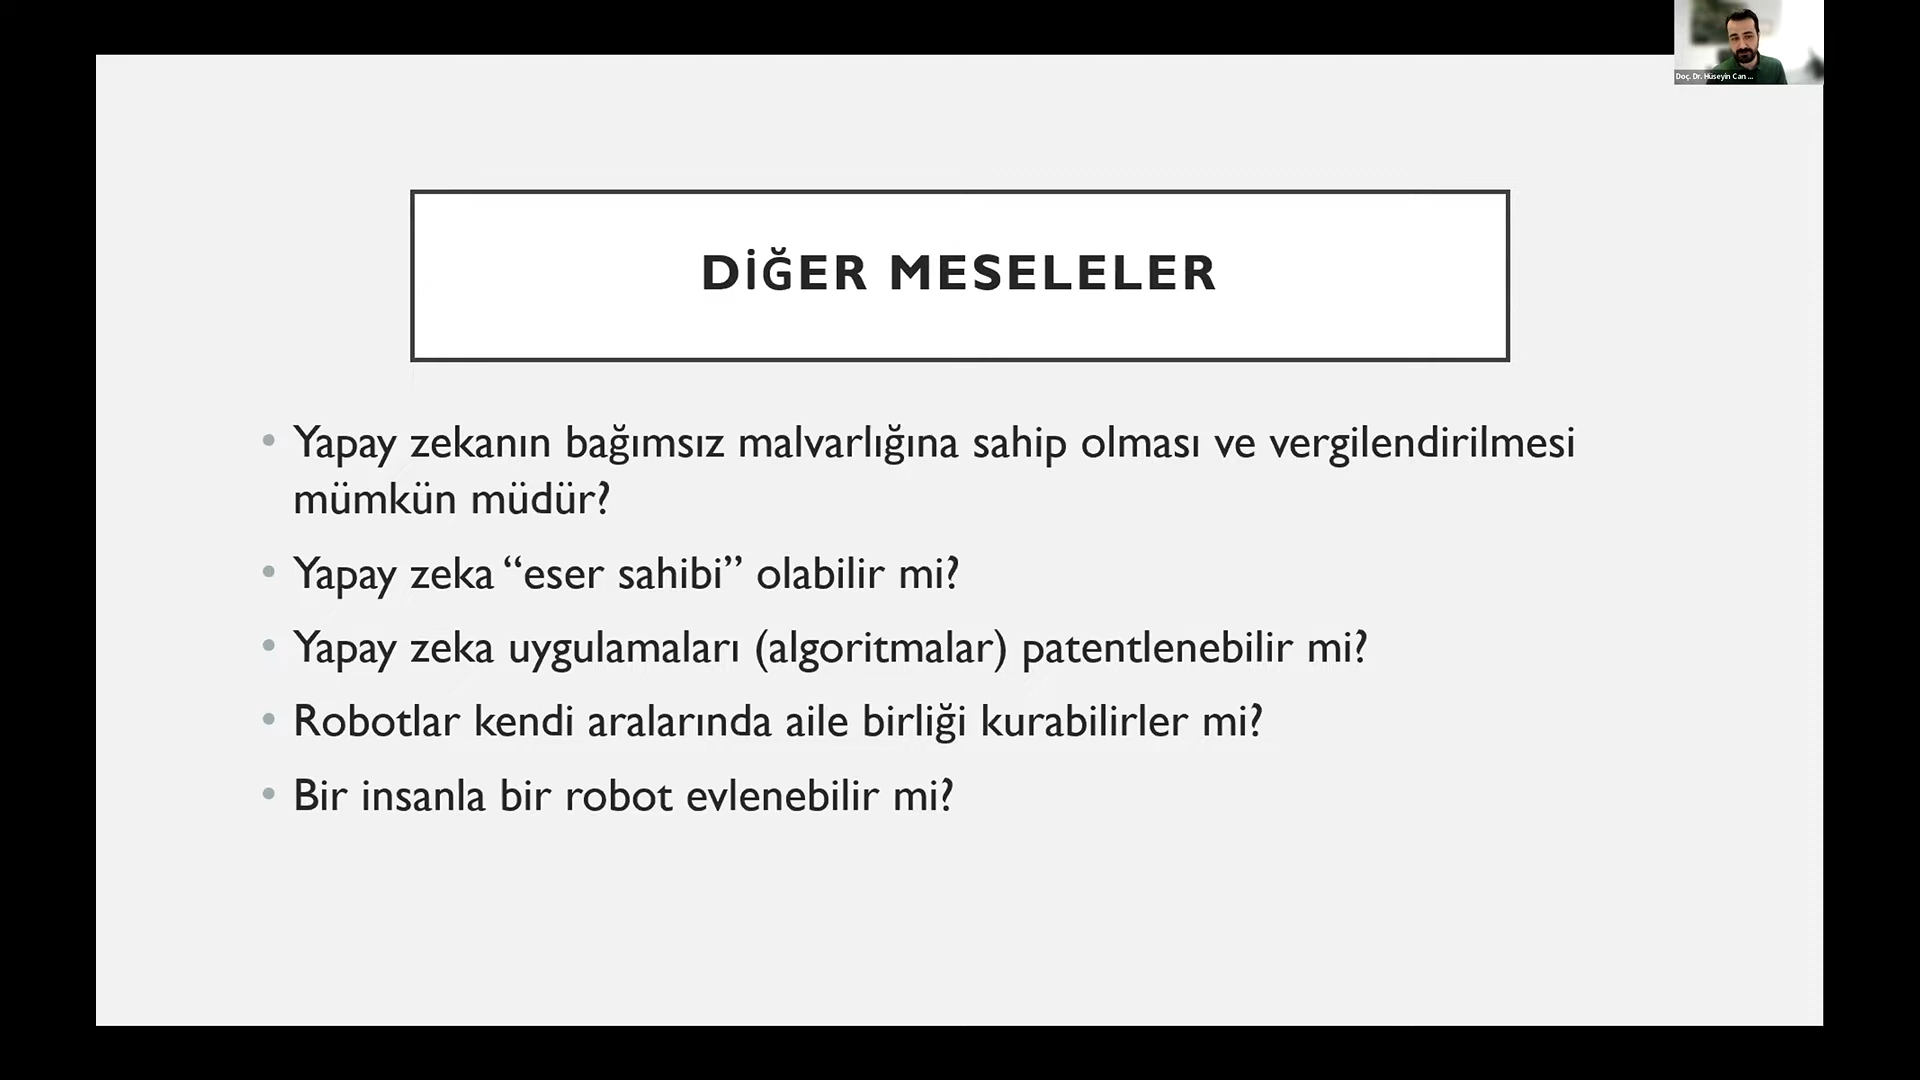 Doç. Dr. Hüseyin Can ...
DİĞER MESELELER
• Yapay zekanın bağımsız malvarlığına sahip olması ve vergilendirilmesi
mümkün müdür?
• Yapay zeka “eser sahibi” olabilir mi?
• Yapay zeka uygulamaları (algoritmalar) patentlenebilir mi?
• Robotlar kendi aralarında aile birliği kurabilirler mi?
• Bir insanla bir robot evlenebilir mi?